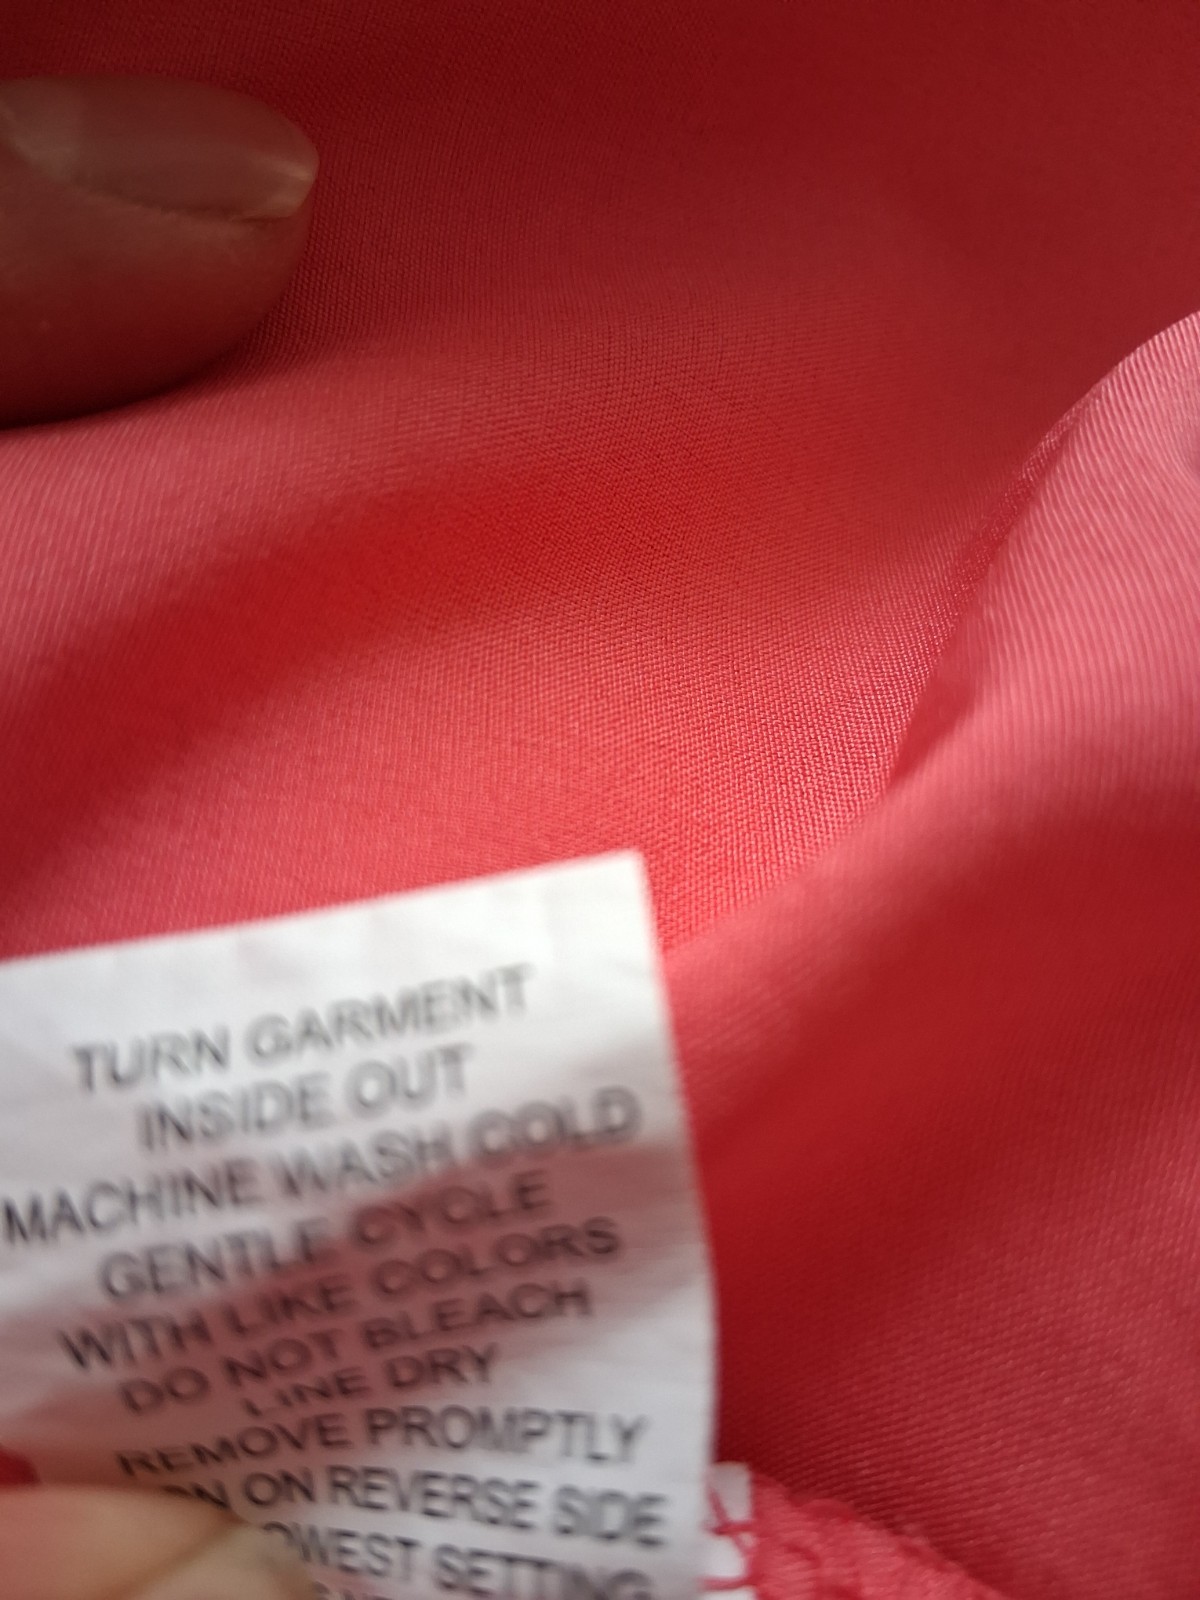 TURN GARMENT
INSIDE OUT
MACHINE WASH COLD
GENTLE CYCLE
WITH LIKE COLORS
DO NOT BLEACH
LINE DRY
REMOVE PROMPTLY
ON REVERSE SIDE
SETTING